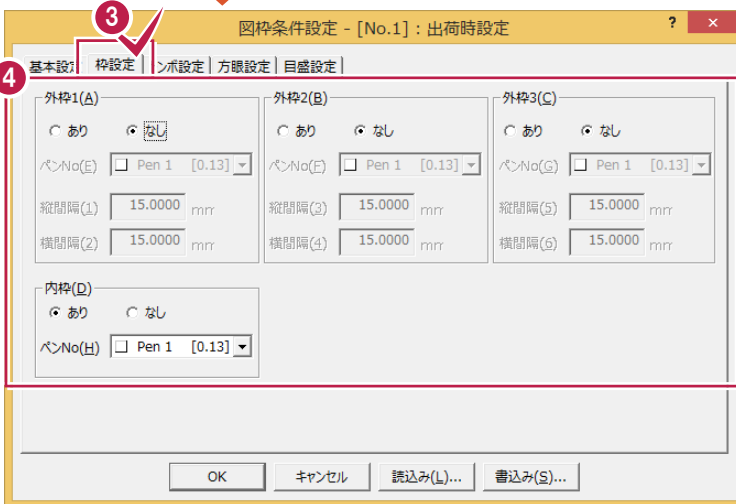 3
図枠条件設定 - [No.1] : 出荷時設定 ? ×
4
基本設定 枠設定 トンボ設定 方眼設定 目盛設定
外枠1(A) 外枠2(B) 外枠3(C)
あり なし あり なし あり なし
ペンNo(E) Pen 1 [0.13] ペンNo(F) Pen 1 [0.13] ペンNo(G) Pen 1 [0.13]
縦間隔(1) 15.0000 mm 縦間隔(3) 15.0000 mm 縦間隔(5) 15.0000 mm
横間隔(2) 15.0000 mm 横間隔(4) 15.0000 mm 横間隔(6) 15.0000 mm
内枠(D)
あり なし
ペンNo(H) Pen 1 [0.13]
OK キャンセル 読込み(L)... 書込み(S)...